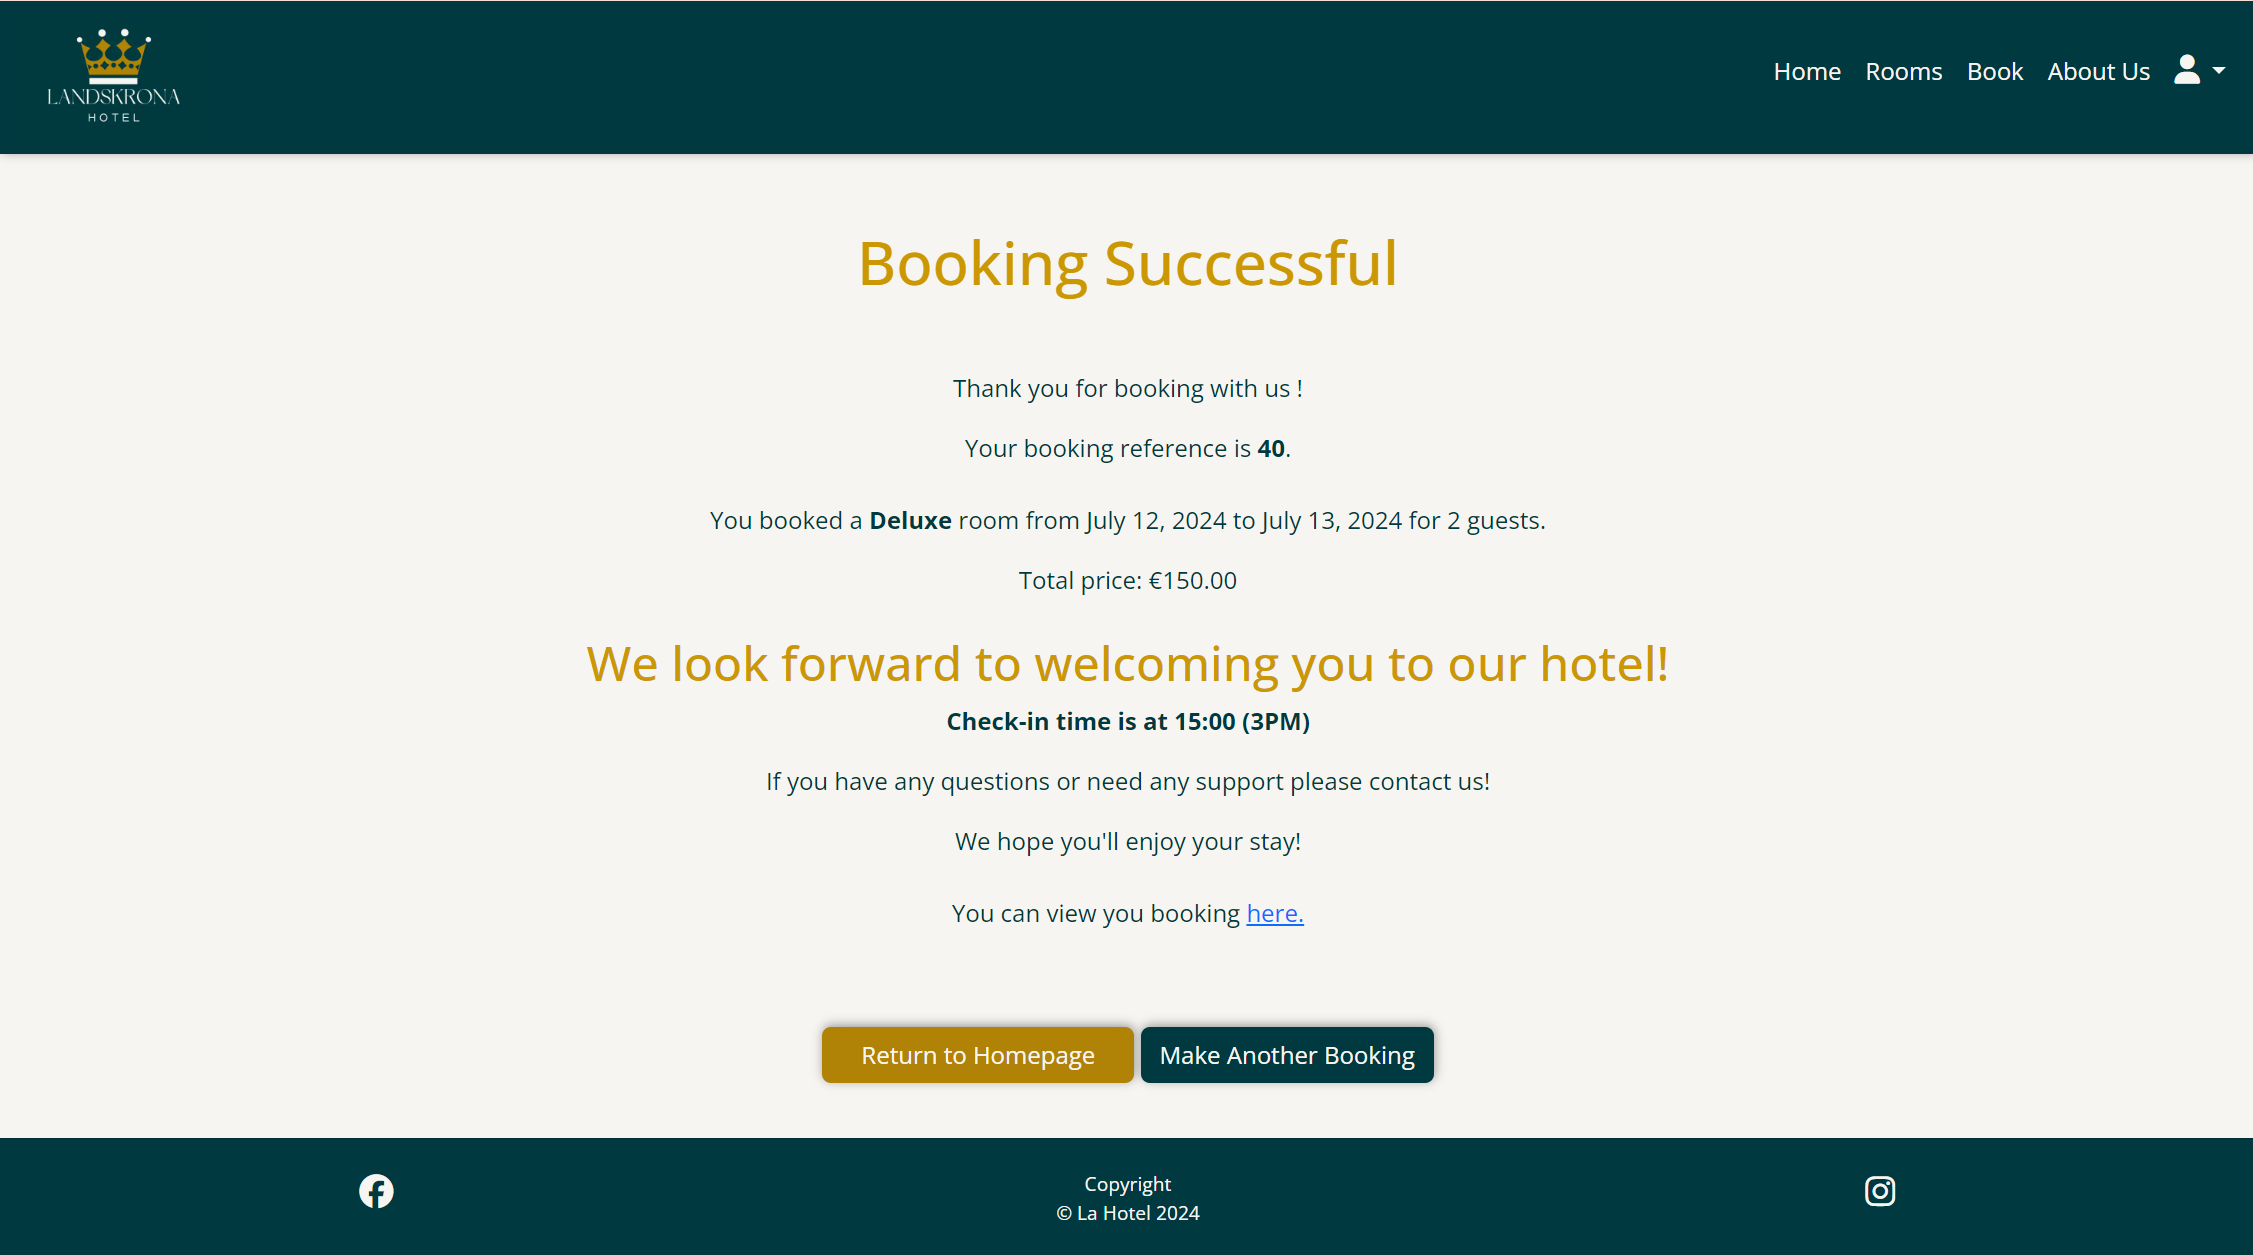 LANDSKRONA
HOTEL
Home Rooms Book About Us
Booking Successful
Thank you for booking with us !
Your booking reference is 40.
You booked a Deluxe room from July 12, 2024 to July 13, 2024 for 2 guests.
Total price: €150.00
We look forward to welcoming you to our hotel!
Check-in time is at 15:00 (3PM)
If you have any questions or need any support please contact us!
We hope you'll enjoy your stay!
You can view you booking here.
Return to Homepage Make Another Booking
Copyright
© La Hotel 2024